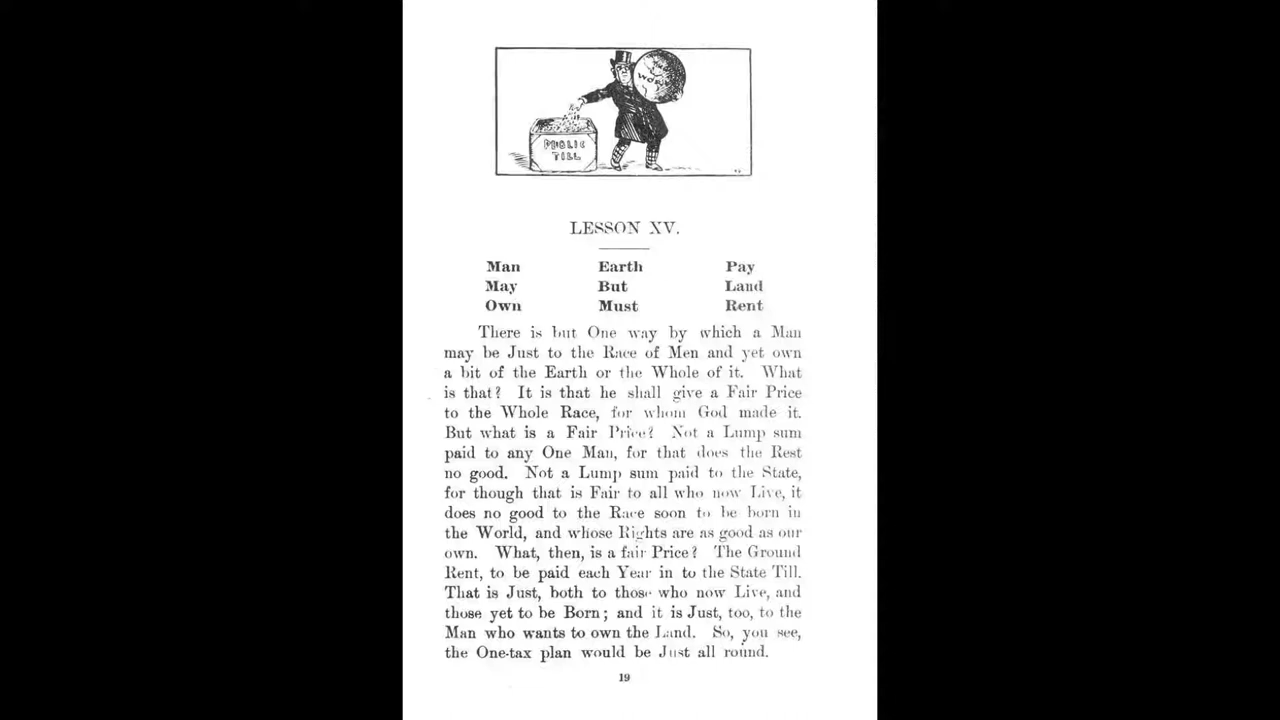 WORLD
PUBLIC
TILL
LESSON XV.
Man Earth Pay
May But Land
Own Must Rent
There is but One way by which a Man
may be Just to the Race of Men and yet own
a bit of the Earth or the Whole of it. What
is that? It is that he shall give a Fair Price
to the Whole Race, for whom God made it.
But what is a Fair Price? Not a Lump sum
paid to any One Man, for that does the Rest
no good. Not a Lump sum paid to the State,
for though that is Fair to all who now Live, it
does no good to the Race soon to be born in
the World, and whose Rights are as good as our
own. What, then, is a fair Price? The Ground
Rent, to be paid each Year in to the State Till.
That is Just, both to those who now Live, and
those yet to be Born; and it is Just, too, to the
Man who wants to own the Land. So, you see,
the One-tax plan would be Just all round.
19